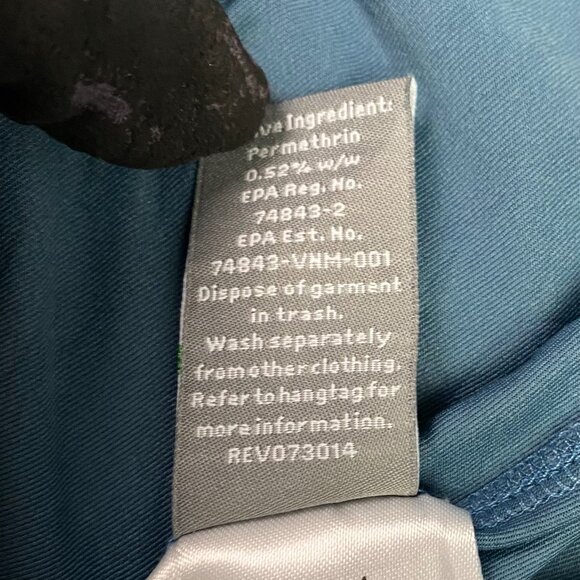 Ingredient:
Permethrin
0.52% w/w
EPA Reg. No.
74843-2
EPA Est. No.
74843-VNM-001
Dispose of garment
in trash.
Wash separately
from other clothing.
Refer to hangtag for
more information.
REV073014